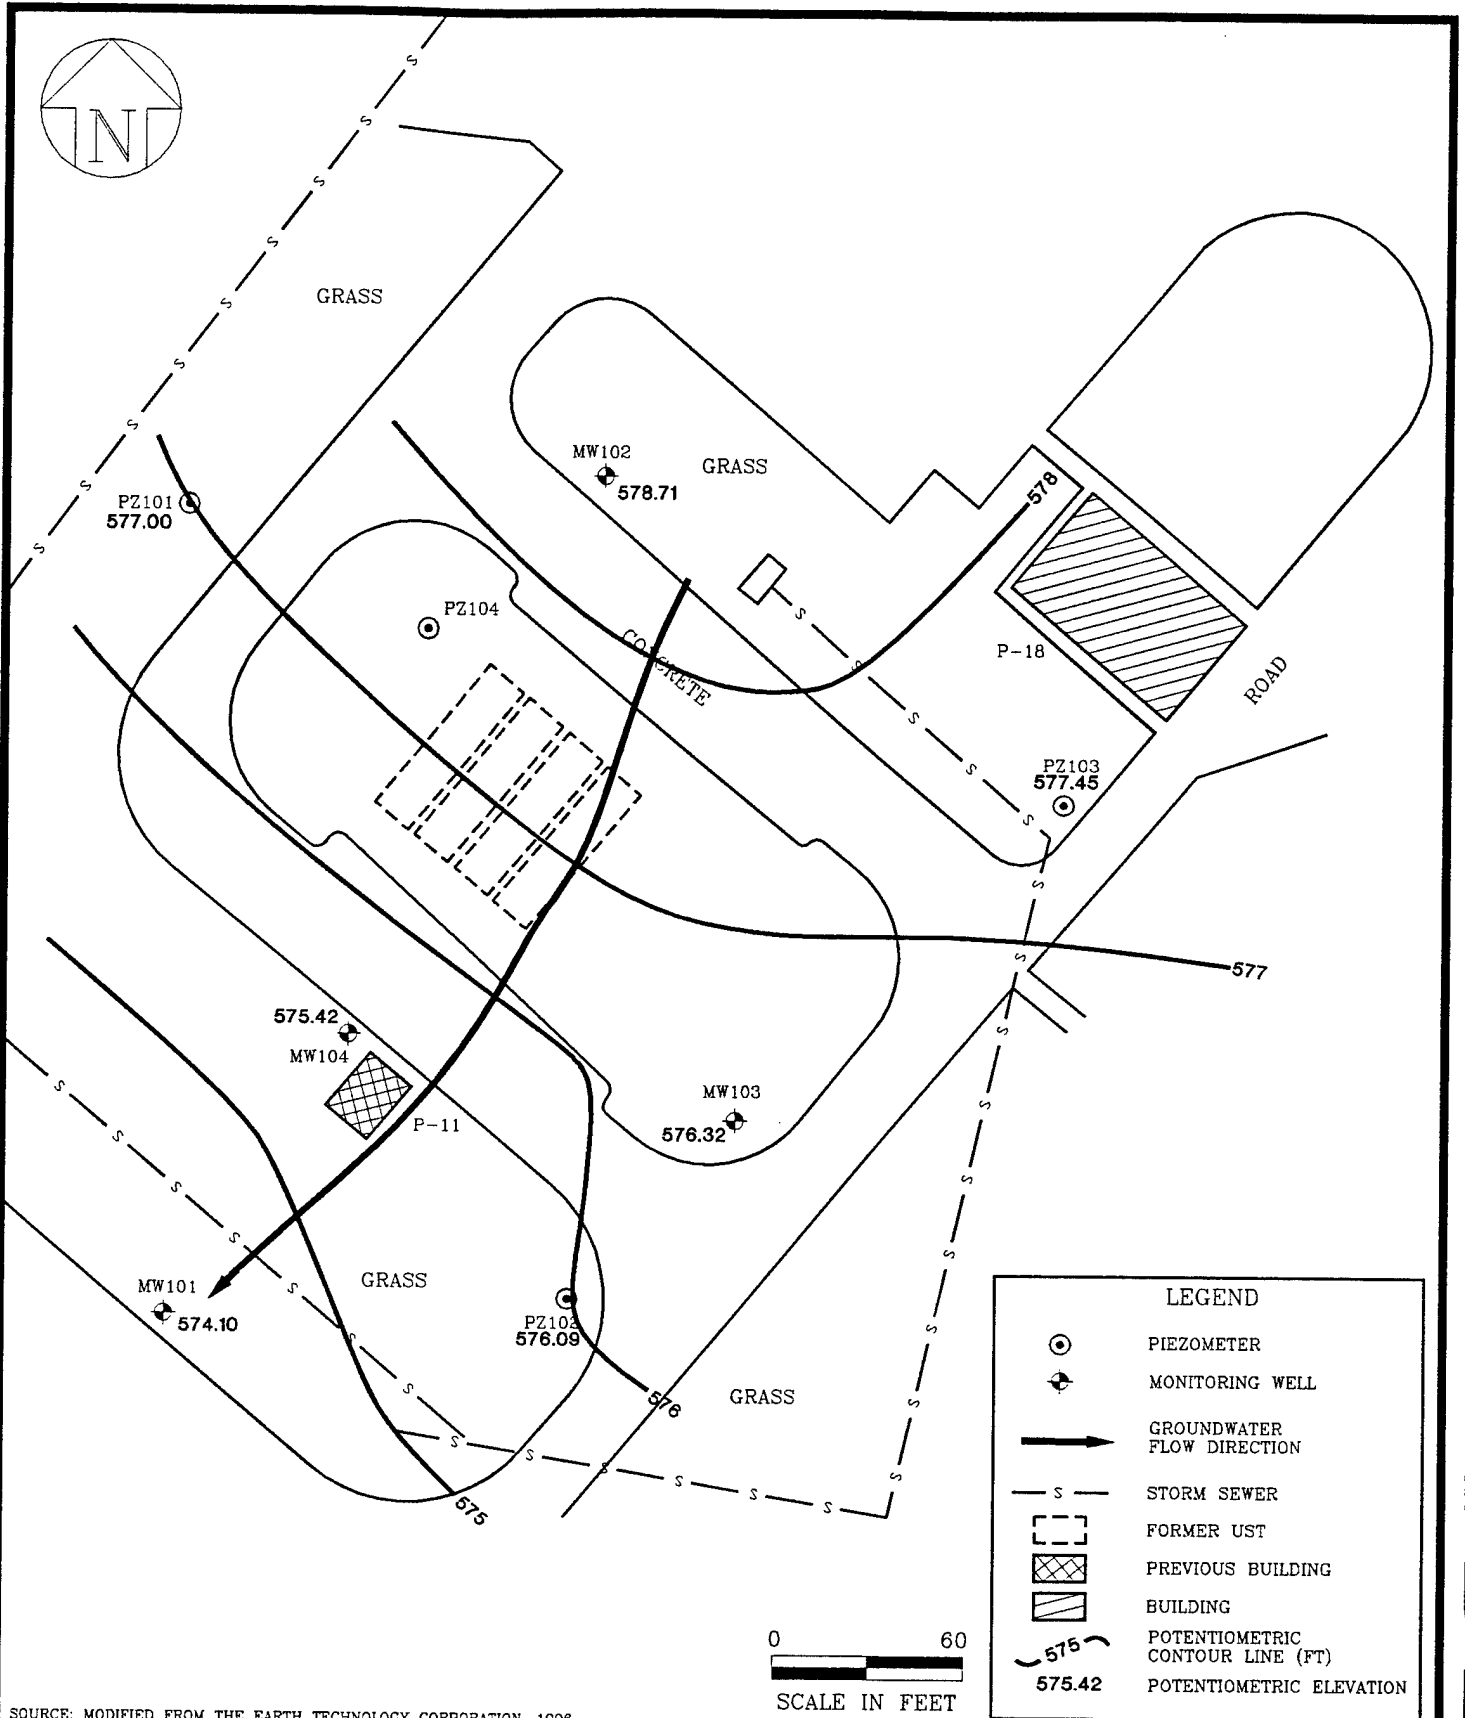 N
S
S
S
S
S
S
S
S
S
GRASS
MW102
578.71
GRASS
578
PZ101
577.00
PZ104
CONCRETE
S
S
S
S
S
P-18
ROAD
PZ103
577.45
S
S
S
S
S
S
S
S
S
577
575.42
MW104
P-11
MW103
576.32
S
S
S
S
S
S
S
GRASS
MW101
574.10
PZ102
576.09
576
GRASS
S
S
S
S
S
S
575
LEGEND
PIEZOMETER
MONITORING WELL
GROUNDWATER
FLOW DIRECTION
S STORM SEWER
FORMER UST
PREVIOUS BUILDING
BUILDING
575 POTENTIOMETRIC
CONTOUR LINE (FT)
575.42 POTENTIOMETRIC ELEVATION
0 60
SCALE IN FEET
SOURCE: MODIFIED FROM THE EARTH TECHNOLOGY CORPORATION, 1996